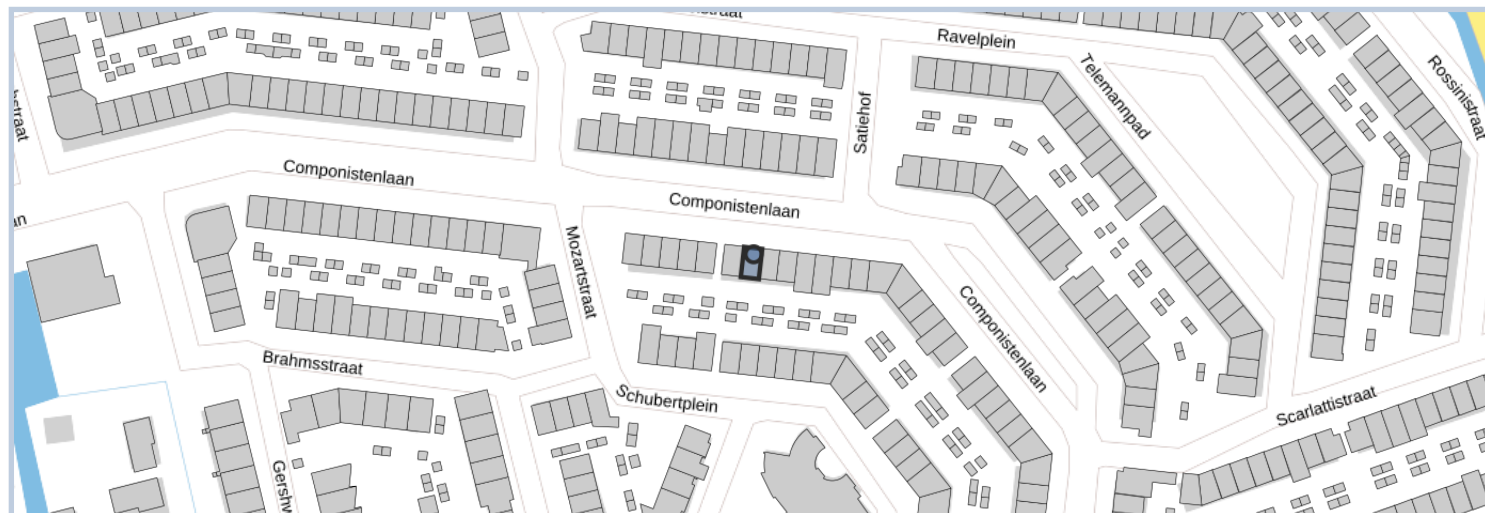 Ravelplein
Telemannpad
Rossinistraat
Satiehof
Componistenlaan
Componistenlaan
Mozartstraat
Componistenlaan
Brahmsstraat
Schubertplein
Scarlattistraat